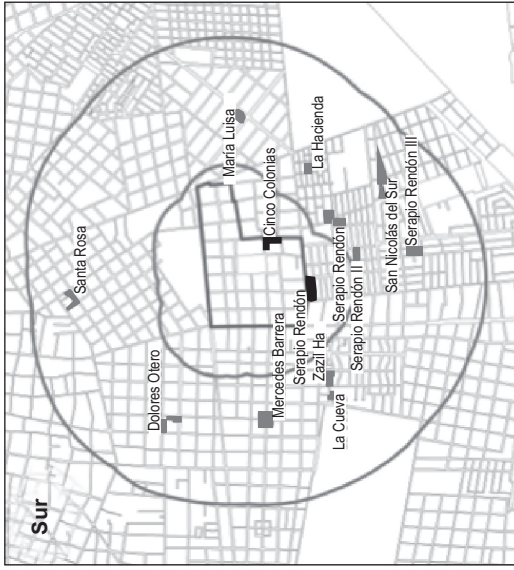 Sur
Santa Rosa
Dolores Otero
María Luisa
Cinco Colonias
La Hacienda
Mercedes Barrera
Serapio Rendón
Zazil Ha
La Cueva
Serapio Rendón
Serapio Rendón II
San Nicolás del Sur
Serapio Rendón III